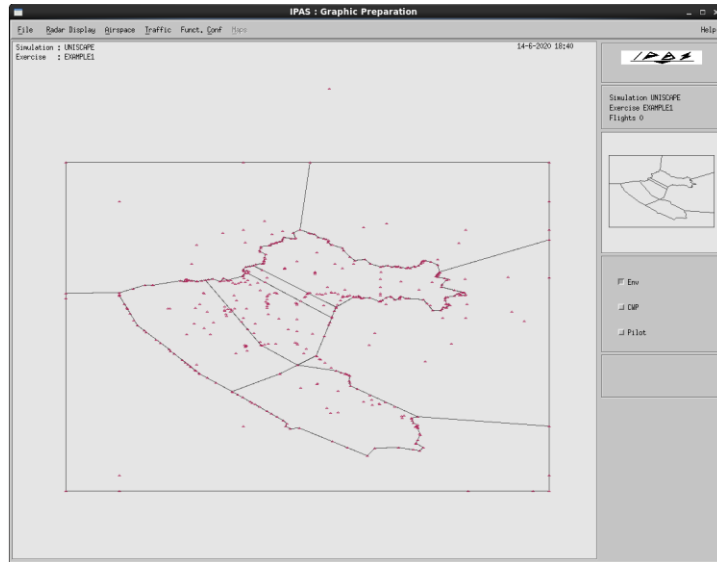 IPAS : Graphic Preparation
File Radar Display Airspace Traffic Funct. Conf Maps Help
Simulation : UNISCAPE
Exercise : EXAMPLE1
14-6-2020 18:40
IPAS
Simulation UNISCAPE
Exercise EXAMPLE1
Flights 0
Env
CWP
Pilot